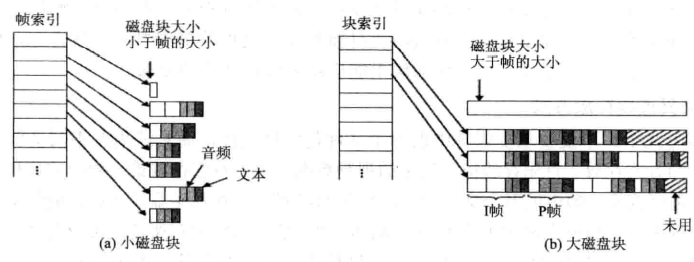 帧索引
磁盘块大小
小于帧的大小
音频
文本
⋮
(a) 小磁盘块
块索引
磁盘块大小
大于帧的大小
⋮
I帧
P帧
未用
(b) 大磁盘块